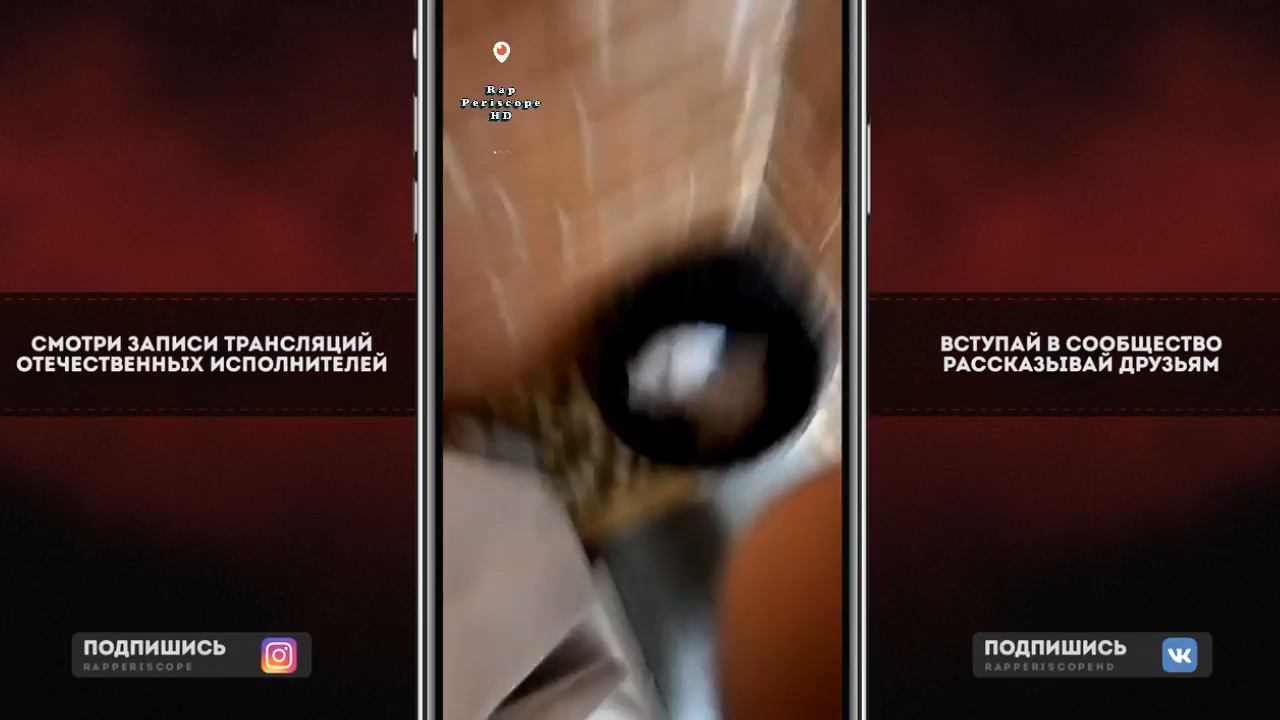 Rap
Periscope
HD
СМОТРИ ЗАПИСИ ТРАНСЛЯЦИЙ
ОТЕЧЕСТВЕННЫХ ИСПОЛНИТЕЛЕЙ
ВСТУПАЙ В СООБЩЕСТВО
РАССКАЗЫВАЙ ДРУЗЬЯМ
ПОДПИШИСЬ
RAPPERISCOPE
ПОДПИШИСЬ
RAPPERISCOPEHD